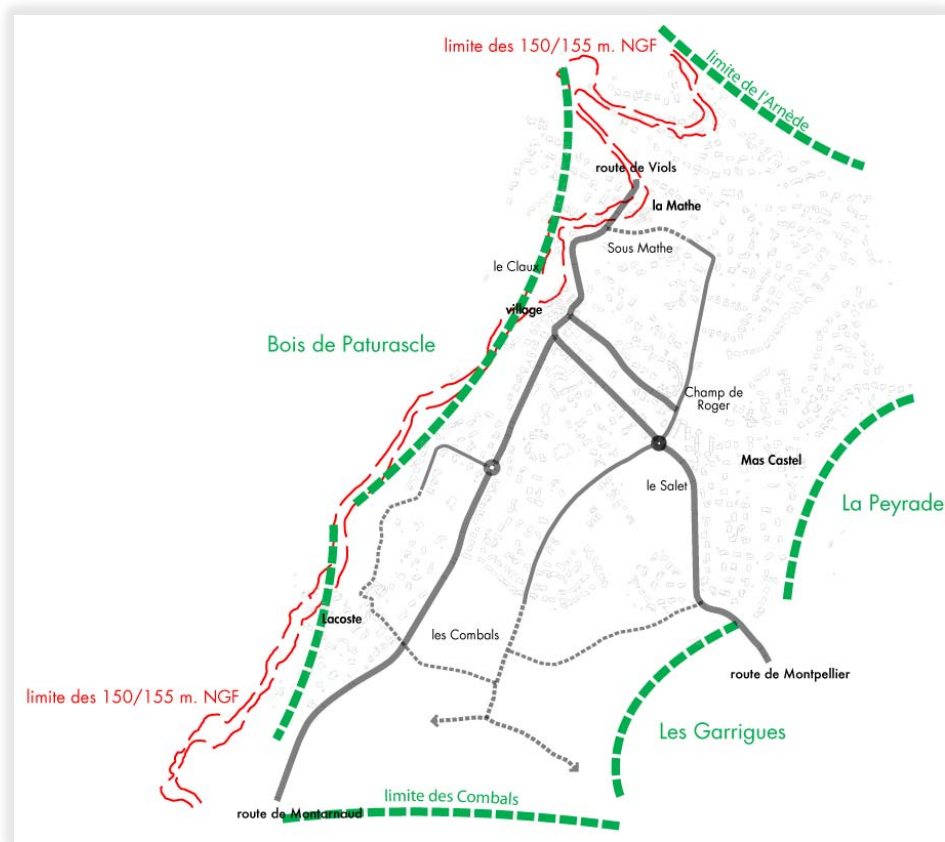 limite des 150/155 m. NGF
limite de l'Arnède
route de Viols
la Mathe
Sous Mathe
le Claux
village
Bois de Paturascle
Champ de
Roger
Mas Castel
le Salet
La Peyrade
Lacoste
les Combals
route de Montpellier
limite des 150/155 m. NGF
Les Garrigues
limite des Combals
route de Montarnaud